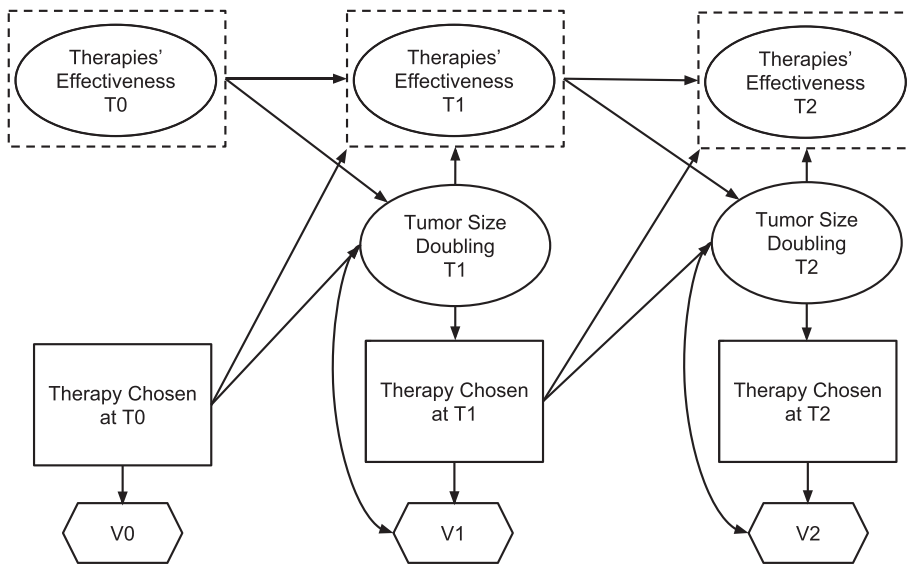 Therapies'
Effectiveness
T0
Therapies'
Effectiveness
T1
Therapies'
Effectiveness
T2
Tumor Size
Doubling
T1
Tumor Size
Doubling
T2
Therapy Chosen
at T0
Therapy Chosen
at T1
Therapy Chosen
at T2
V0
V1
V2